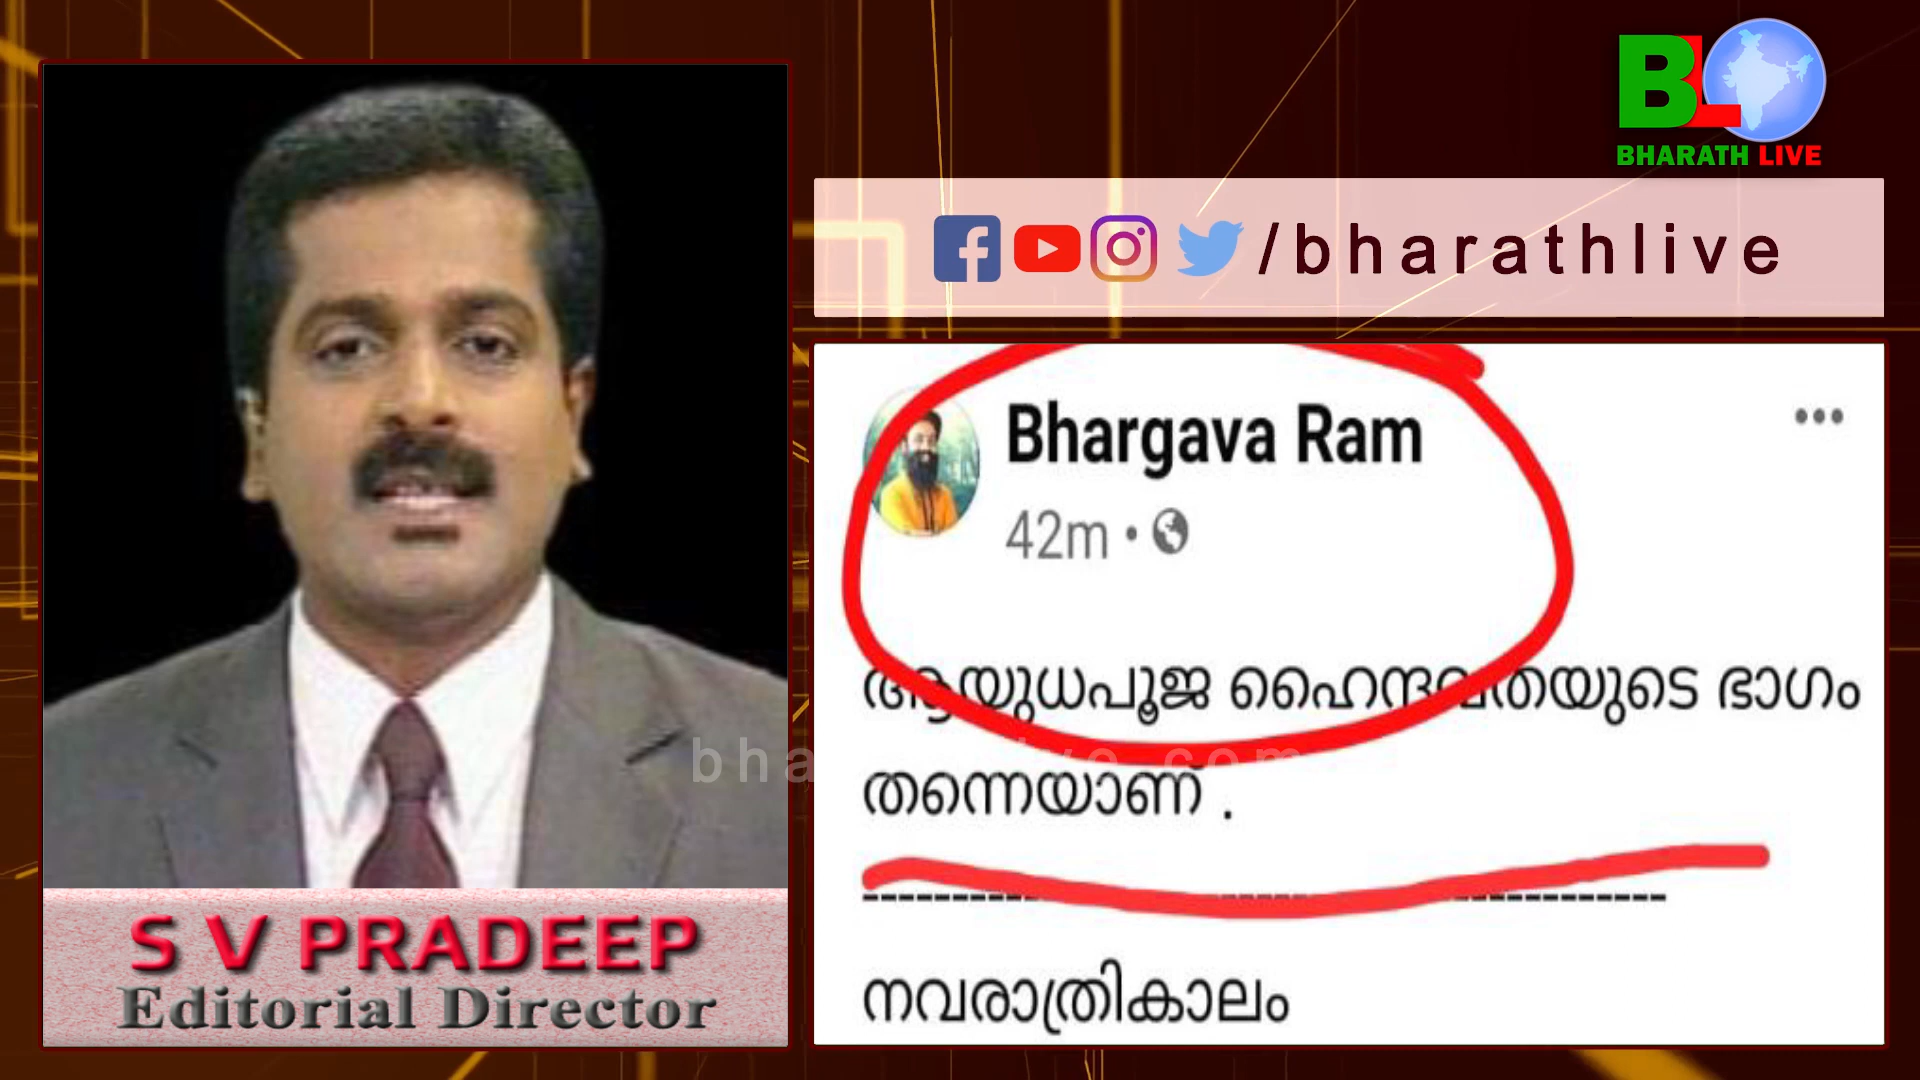 BL
BHARATH LIVE
/bharathlive
Bhargava Ram
42m
ആയുധപൂജ ഹൈന്ദവതയുടെ ഭാഗം
തന്നെയാണ് .
--------------------------------------------
നവരാത്രികാലം
S V PRADEEP
Editorial Director